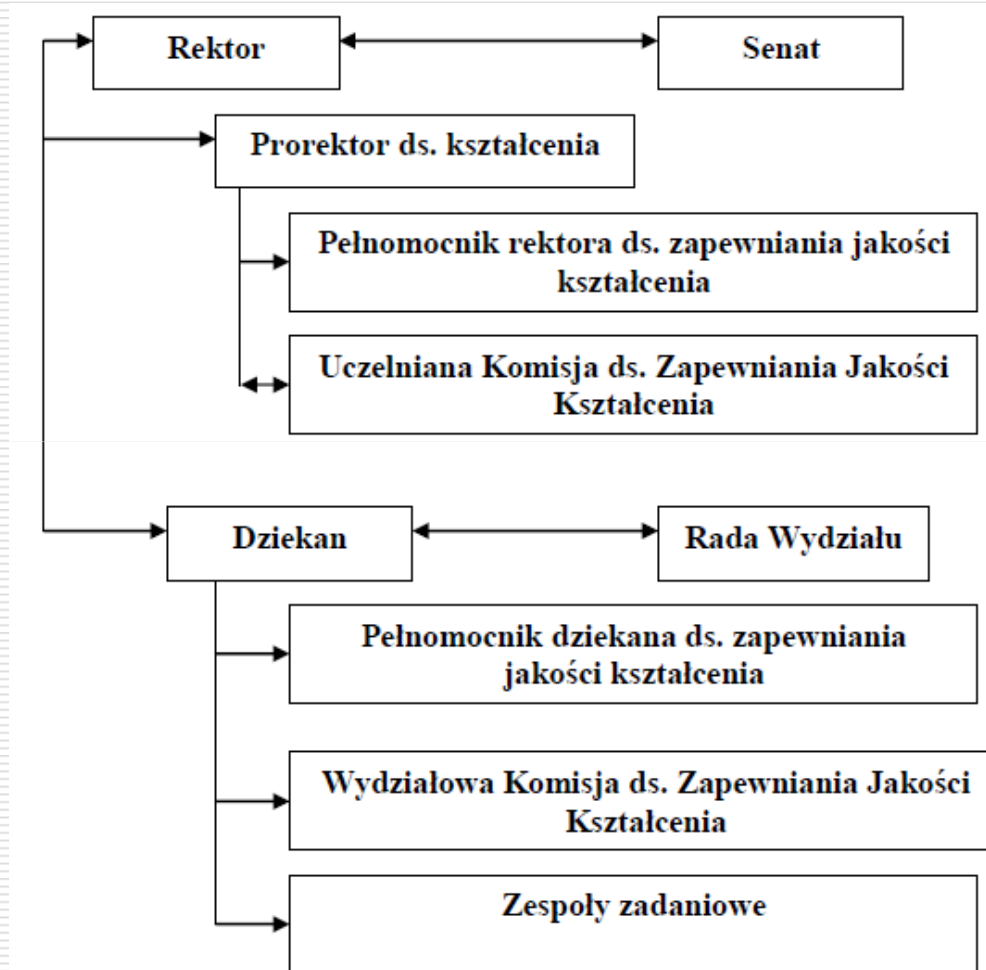 Rektor
Senat
Prorektor ds. kształcenia
Pełnomocnik rektora ds. zapewniania jakości
kształcenia
Uczelniana Komisja ds. Zapewniania Jakości
Kształcenia
Dziekan
Rada Wydziału
Pełnomocnik dziekana ds. zapewniania
jakości kształcenia
Wydziałowa Komisja ds. Zapewniania Jakości
Kształcenia
Zespoły zadaniowe